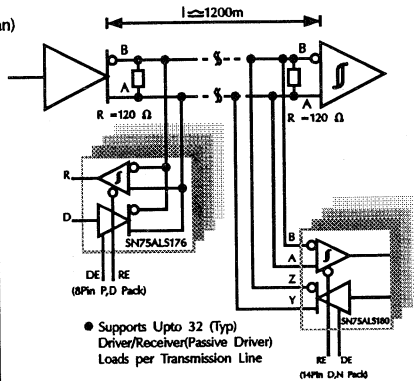 an)
l ≃ 1200m
B
B
A
A
R =120 Ω
R =120 Ω
R
D
SN75ALS176
DE RE
(8Pin P,D Pack)
B
A
Z
Y
SN75ALS180
RE DE
(14Pin D,N Pack)
● Supports Upto 32 (Typ)
Driver/Receiver(Passive Driver)
Loads per Transmission Line